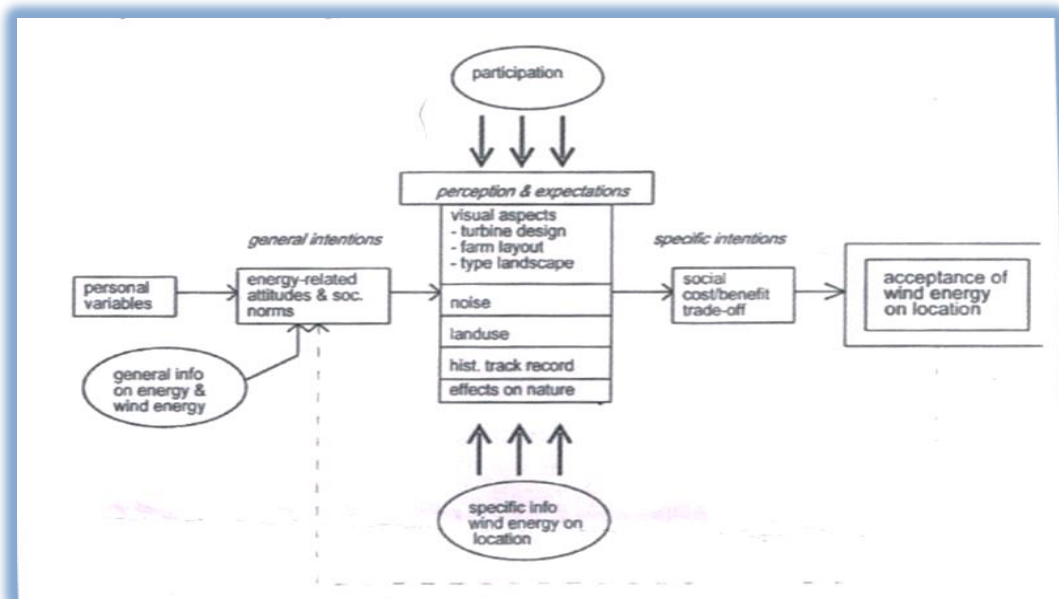 participation
perception & expectations
visual aspects
- turbine design
- farm layout
- type landscape
noise
landuse
hist. track record
effects on nature
general intentions
personal
variables
energy-related
attitudes & soc.
norms
general info
on energy &
wind energy
specific intentions
social
cost/benefit
trade-off
acceptance of
wind energy
on location
specific info
wind energy on
location